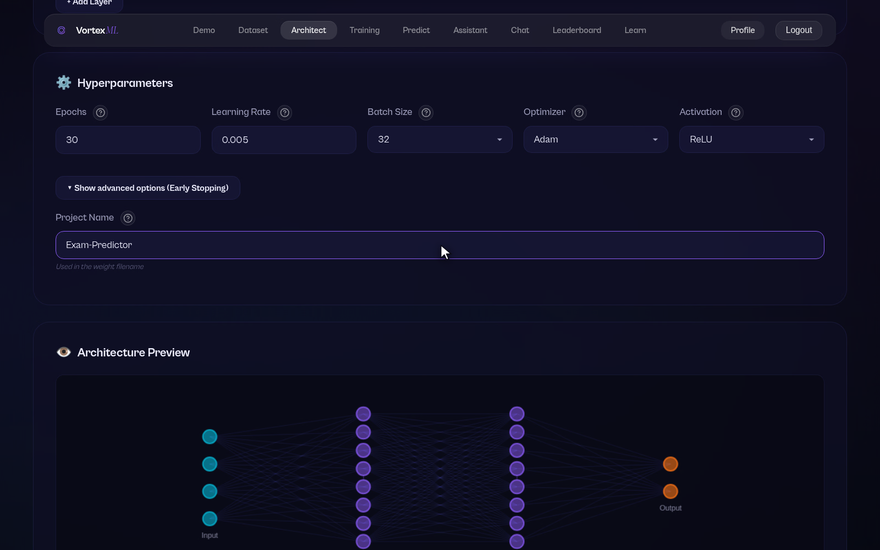 + Add Layer
VortexML.
Demo
Dataset
Architect
Training
Predict
Assistant
Chat
Leaderboard
Learn
Profile
Logout
Hyperparameters
Epochs ?
Learning Rate ?
Batch Size ?
Optimizer ?
Activation ?
30
0.005
32
Adam
ReLU
Show advanced options (Early Stopping)
Project Name ?
Exam-Predictor
Used in the weight filename
Architecture Preview
Input
Output